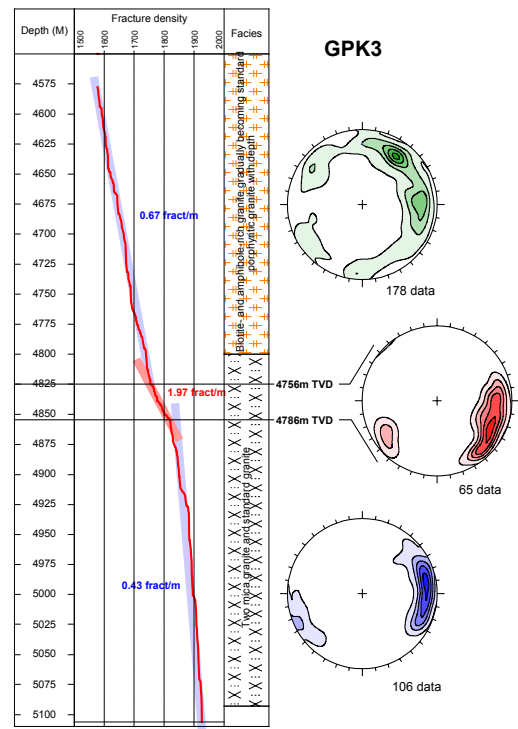 Depth (M)
Fracture density
Facies
1500
1600
1700
1800
1900
2000
GPK3
4575
4600
4625
4650
4675
4700
4725
4750
4775
4800
4825
4850
4875
4900
4925
4950
4975
5000
5025
5050
5075
5100
0.67 fract/m
1.97 fract/m
0.43 fract/m
Biotite- and amphibole-rich granite gradually becoming standard
porphyritic granite with depth
Two mica granite and standard granite
178 data
4756m TVD
4786m TVD
65 data
106 data